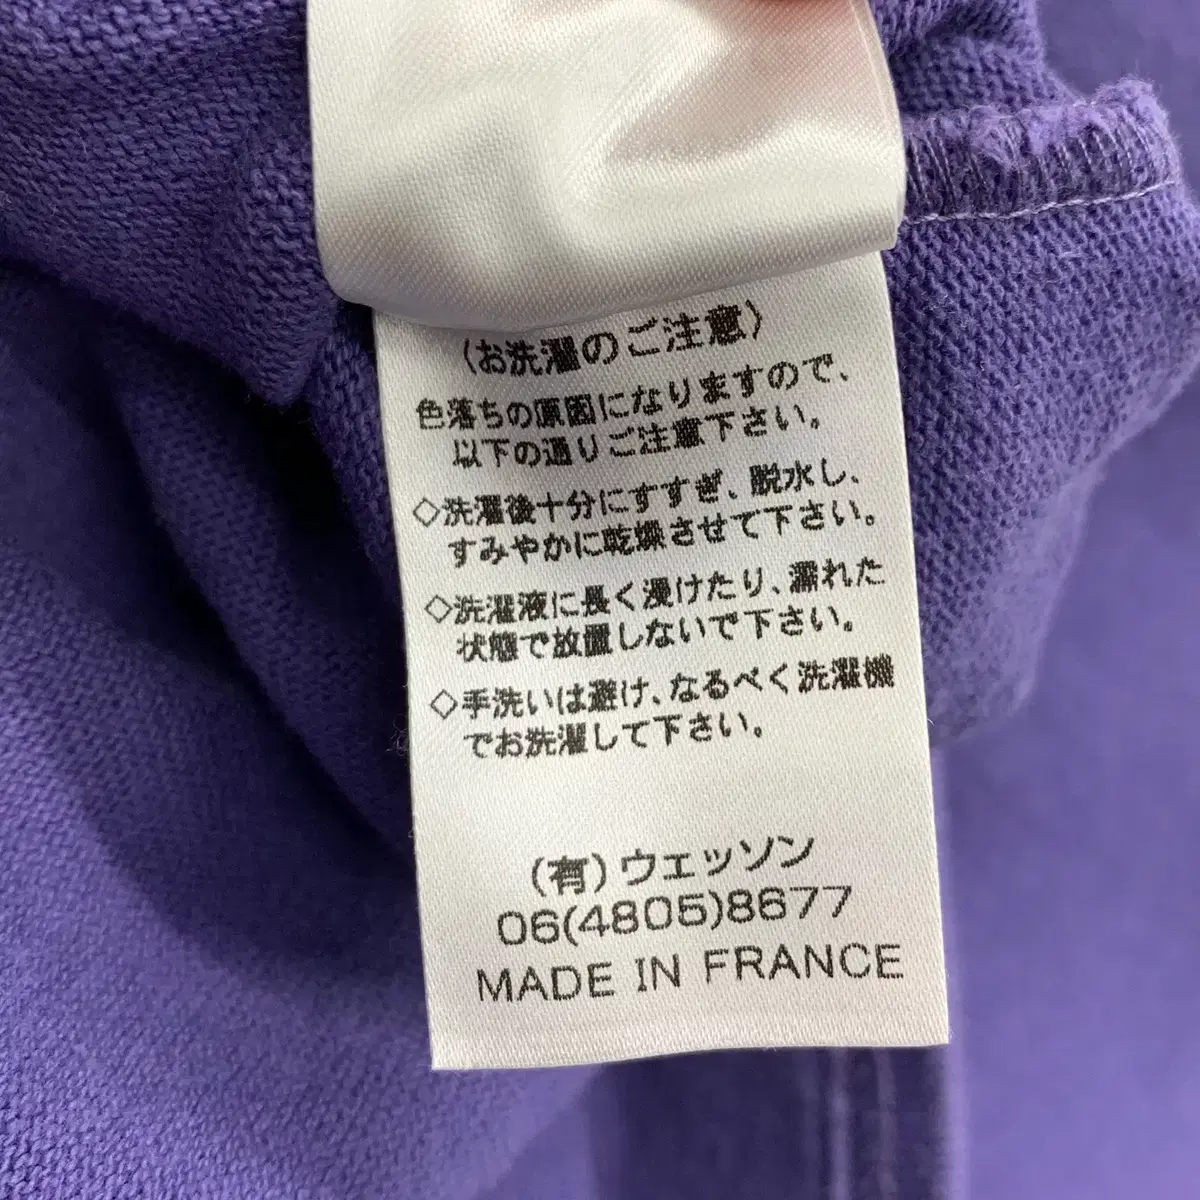 〈お洗濯のご注意〉
色落ちの原因になりますので、
以下の通りご注意下さい。
◇洗濯後十分にすすぎ、脱水し、
すみやかに乾燥させて下さい。
◇洗濯液に長く浸けたり、濡れた
状態で放置しないで下さい。
◇手洗いは避け、なるべく洗濯機
でお洗濯して下さい。
(有)ウェッソン
06(4805)8677
MADE IN FRANCE